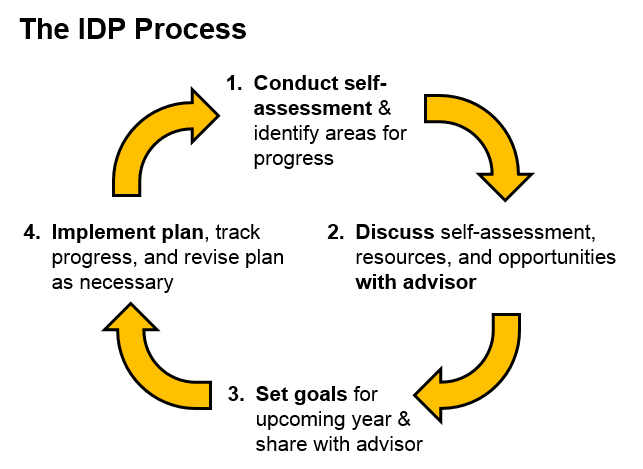 The IDP Process
1. Conduct self-
assessment &
identify areas for
progress
2. Discuss self-assessment,
resources, and opportunities
with advisor
3. Set goals for
upcoming year &
share with advisor
4. Implement plan, track
progress, and revise plan
as necessary